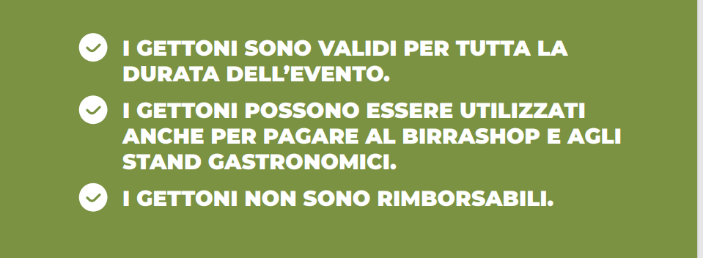 I GETTONI SONO VALIDI PER TUTTA LA
DURATA DELL’EVENTO.
I GETTONI POSSONO ESSERE UTILIZZATI
ANCHE PER PAGARE AL BIRRASHOP E AGLI
STAND GASTRONOMICI.
I GETTONI NON SONO RIMBORSABILI.